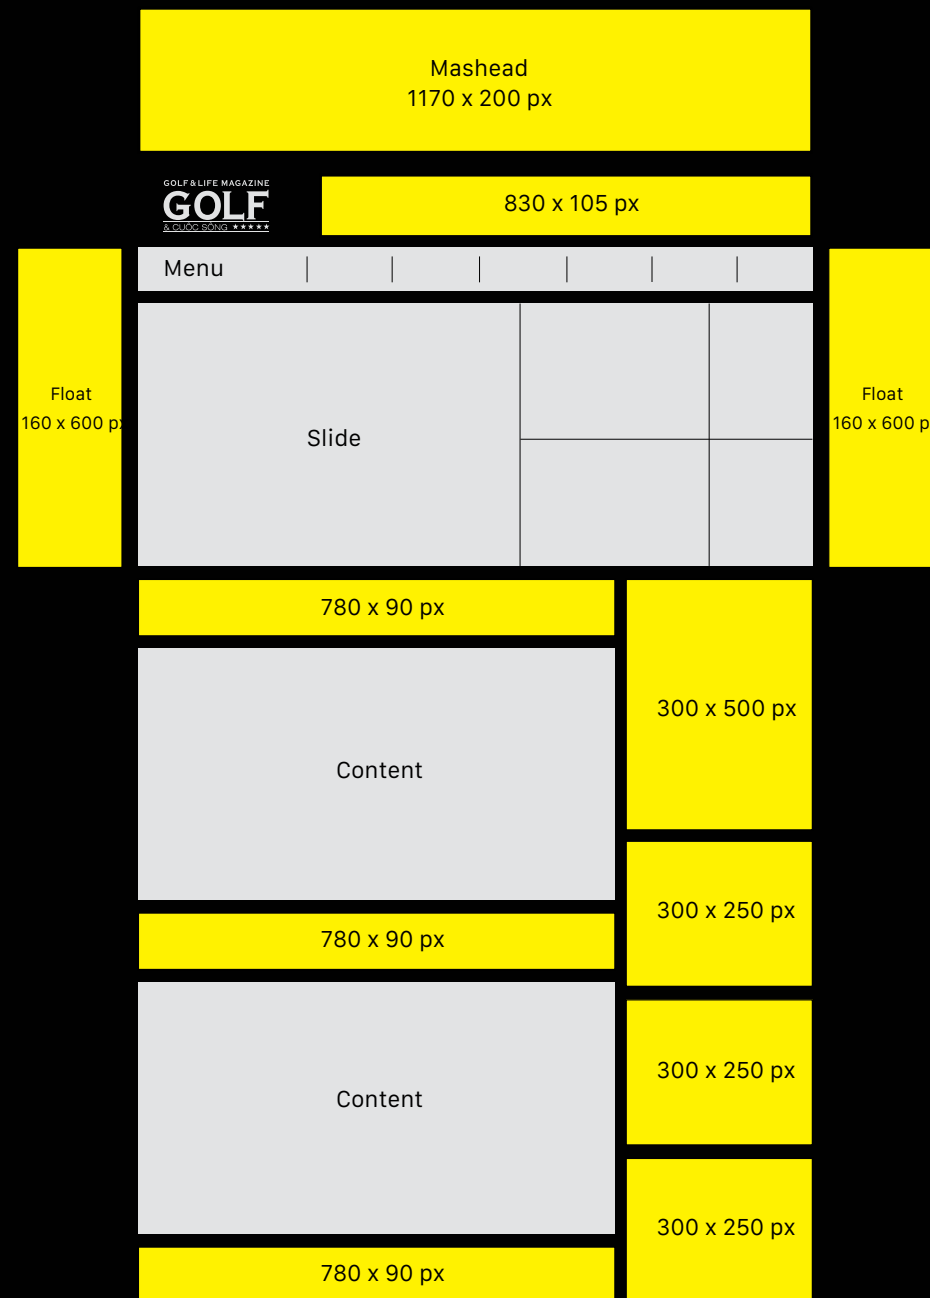 Mashead
1170 x 200 px
GOLF & LIFE MAGAZINE
GOLF
& CUỘC SỐNG ★★★★★
830 x 105 px
Menu
Float
160 x 600 px
Slide
Float
160 x 600 p
780 x 90 px
300 x 500 px
Content
300 x 250 px
780 x 90 px
300 x 250 px
Content
300 x 250 px
780 x 90 px